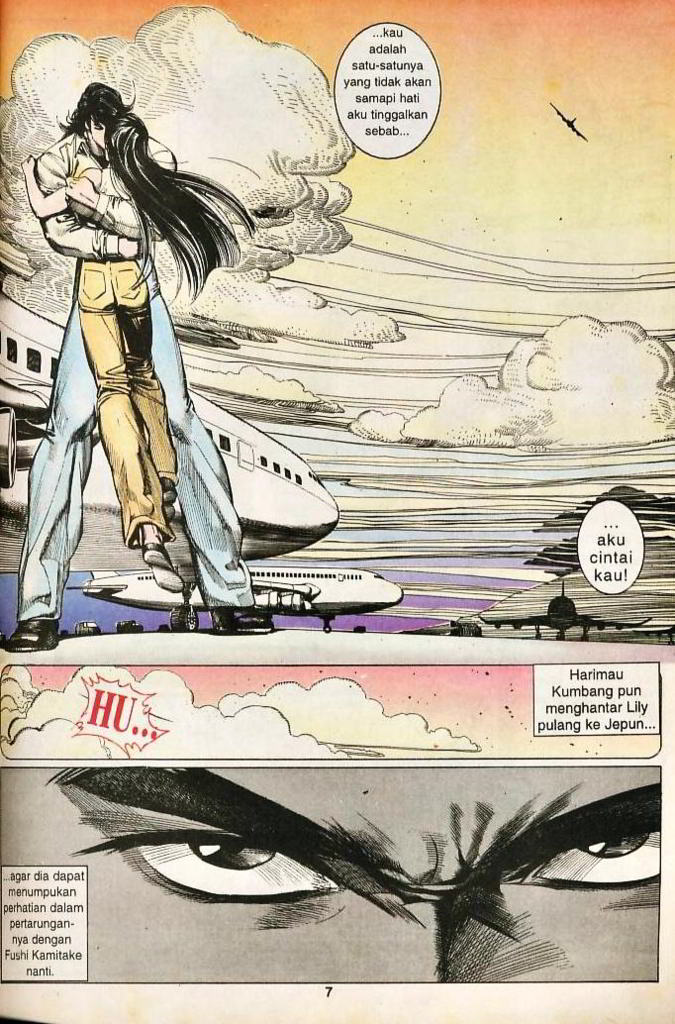 ...kau
adalah
satu-satunya
yang tidak akan
samapi hati
aku tinggalkan
sebab...
...
aku
cintai
kau!
HU...
Harimau
Kumbang pun
menghantar Lily
pulang ke Jepun...
...agar dia dapat
menumpukan
perhatian dalam
pertarungan-
nya dengan
Fushi Kamitake
nanti.
7